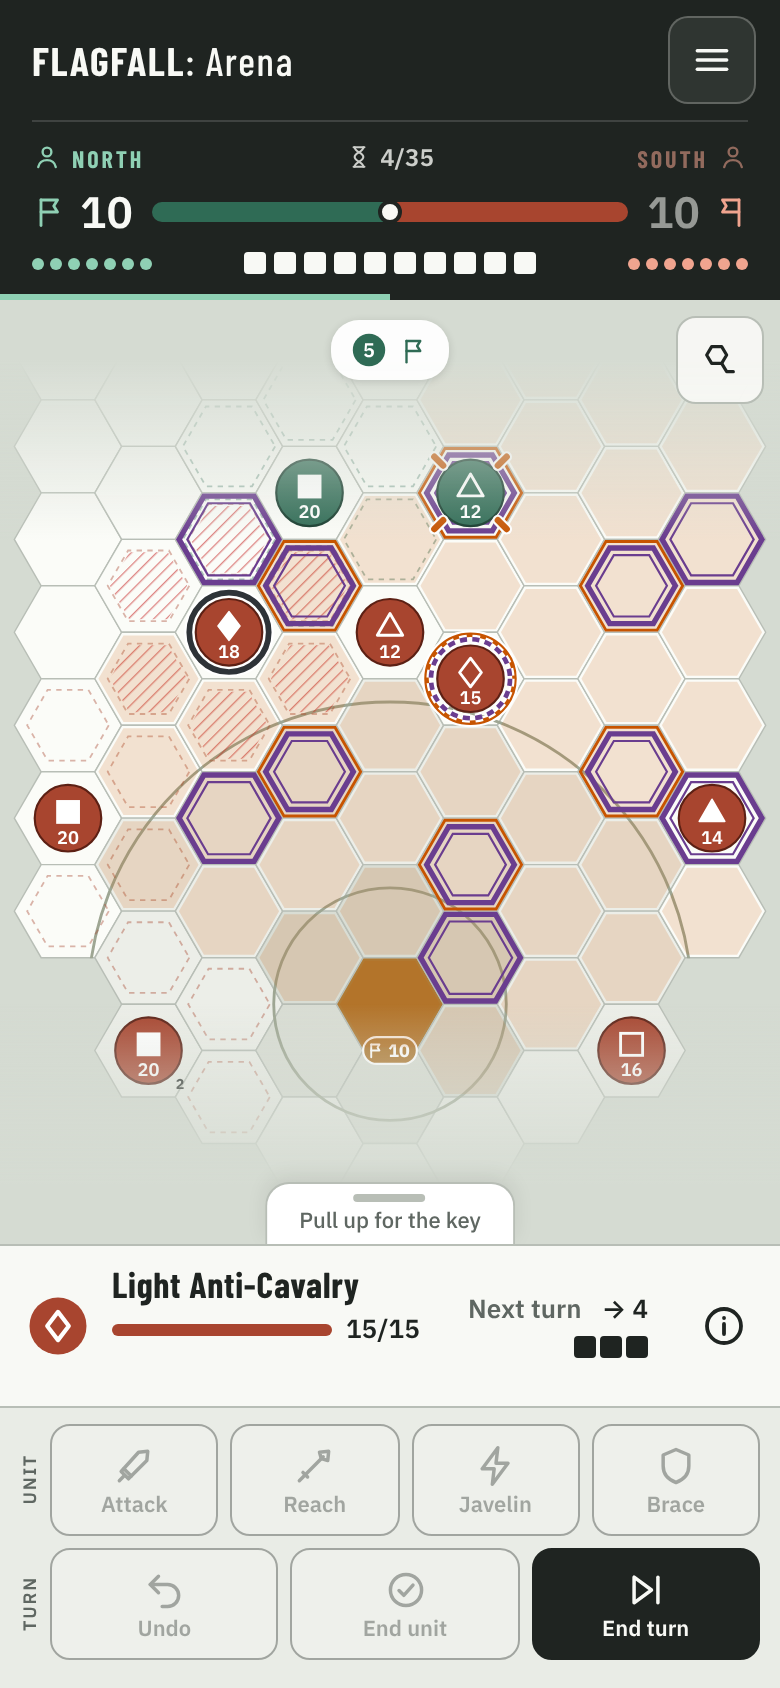 FLAGFALL: Arena
NORTH
4/35
SOUTH
10
10
5
20
12
18
12
15
20
14
20
2
16
10
Pull up for the key
Light Anti-Cavalry
15/15
Next turn → 4
UNIT
Attack
Reach
Javelin
Brace
TURN
Undo
End unit
End turn